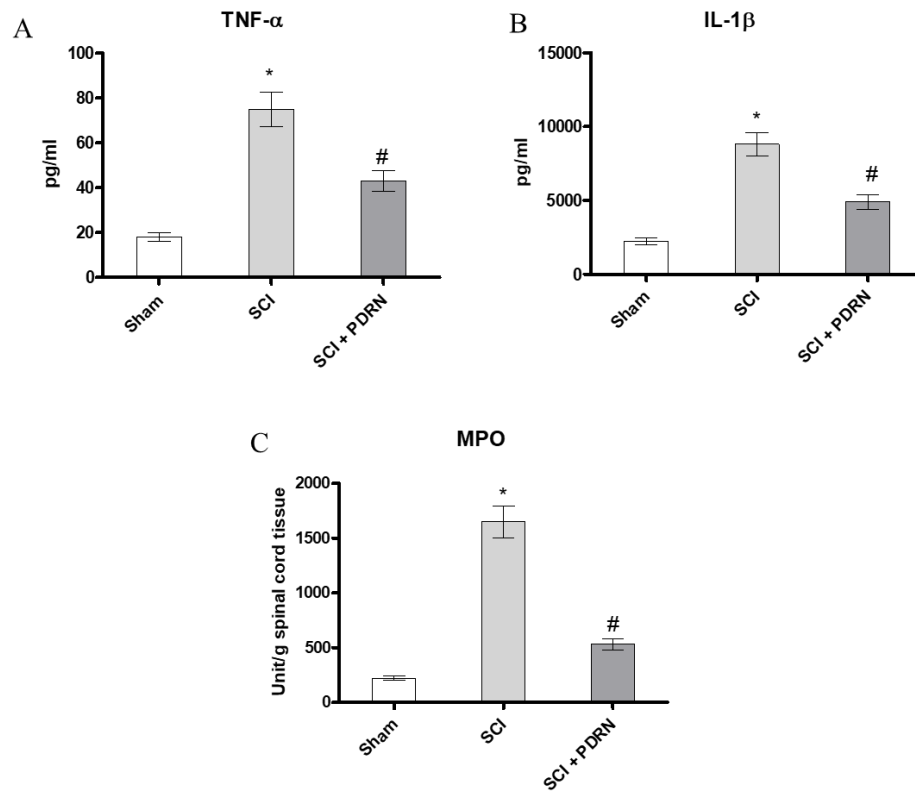 A
TNF-α
pg/ml
100
80
60
40
20
0
*
#
Sham
SCI
SCI + PDRN
B
IL-1β
pg/ml
15000
10000
5000
0
*
#
Sham
SCI
SCI + PDRN
C
MPO
Unit/g spinal cord tissue
2000
1500
1000
500
0
*
#
Sham
SCI
SCI + PDRN